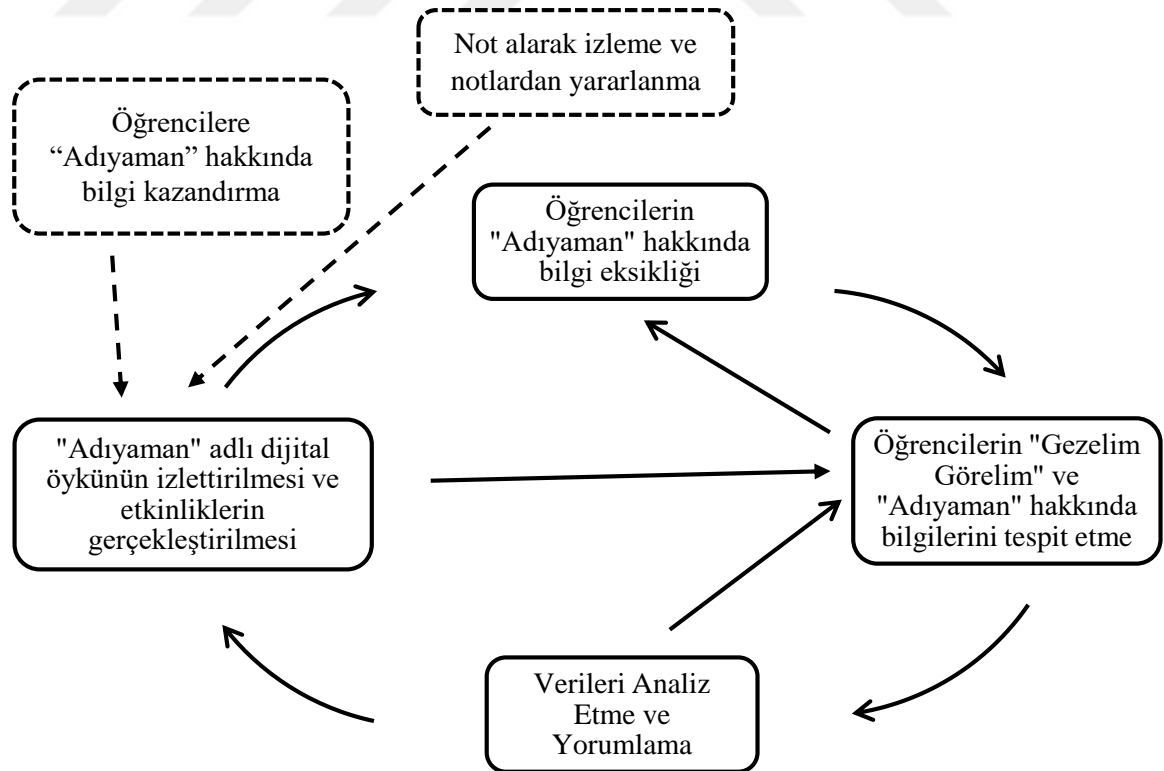 Not alarak izleme ve
notlardan yararlanma
Öğrencilere
“Adıyaman” hakkında
bilgi kazandırma
Öğrencilerin
"Adıyaman" hakkında
bilgi eksikliği
"Adıyaman" adlı dijital
öykünün izlettirilmesi ve
etkinliklerin
gerçekleştirilmesi
Öğrencilerin "Gezelim
Görelim" ve
"Adıyaman" hakkında
bilgilerini tespit etme
Verileri Analiz
Etme ve
Yorumlama